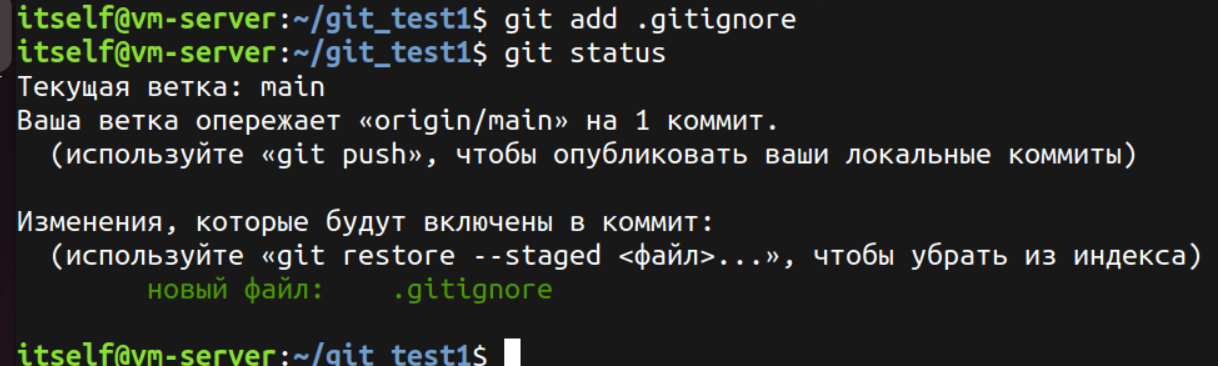 itself@vm-server:~/git_test1$ git add .gitignore
itself@vm-server:~/git_test1$ git status
Текущая ветка: main
Ваша ветка опережает «origin/main» на 1 коммит.
  (используйте «git push», чтобы опубликовать ваши локальные коммиты)

Изменения, которые будут включены в коммит:
  (используйте «git restore --staged <файл>...», чтобы убрать из индекса)
        новый файл:    .gitignore

itself@vm-server:~/git_test1$